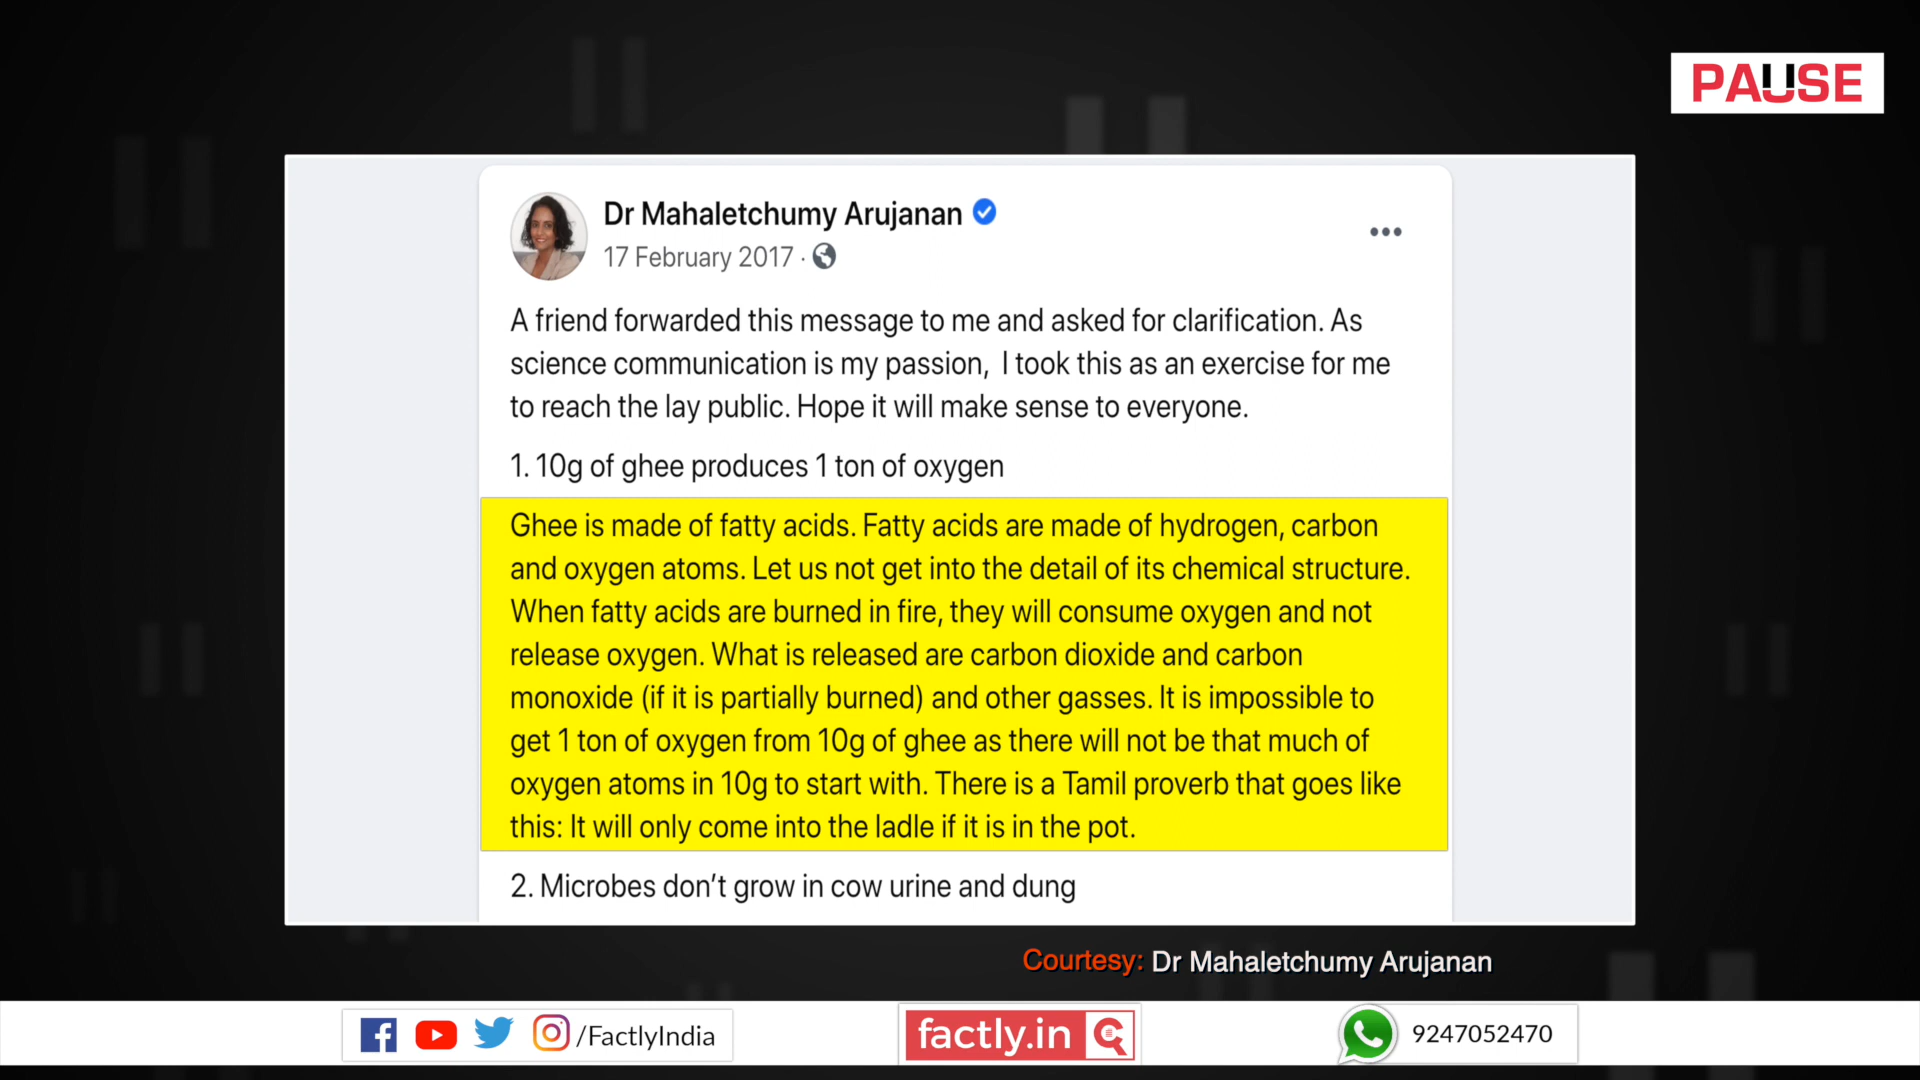 PAUSE
Dr Mahaletchumy Arujanan
17 February 2017 ·
A friend forwarded this message to me and asked for clarification. As
science communication is my passion, I took this as an exercise for me
to reach the lay public. Hope it will make sense to everyone.
1. 10g of ghee produces 1 ton of oxygen
Ghee is made of fatty acids. Fatty acids are made of hydrogen, carbon
and oxygen atoms. Let us not get into the detail of its chemical structure.
When fatty acids are burned in fire, they will consume oxygen and not
release oxygen. What is released are carbon dioxide and carbon
monoxide (if it is partially burned) and other gasses. It is impossible to
get 1 ton of oxygen from 10g of ghee as there will not be that much of
oxygen atoms in 10g to start with. There is a Tamil proverb that goes like
this: It will only come into the ladle if it is in the pot.
2. Microbes don't grow in cow urine and dung
Courtesy: Dr Mahaletchumy Arujanan
/FactlyIndia
factly.in
9247052470